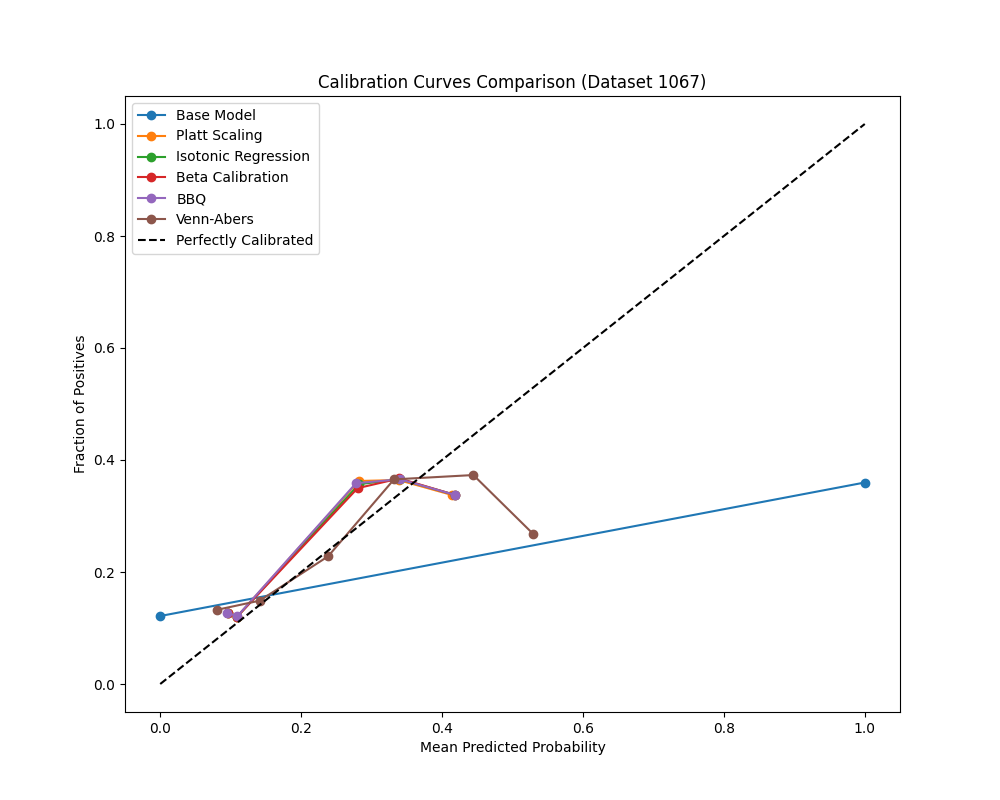 Calibration Curves Comparison (Dataset 1067)
Base Model
Platt Scaling
Isotonic Regression
Beta Calibration
BBQ
Venn-Abers
Perfectly Calibrated
1.0
0.8
0.6
0.4
0.2
0.0
Fraction of Positives
0.0 0.2 0.4 0.6 0.8 1.0
Mean Predicted Probability